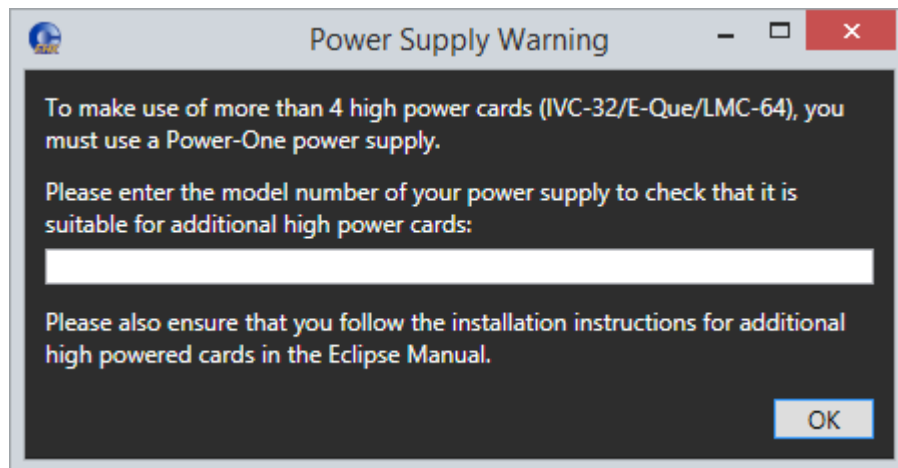 Power Supply Warning
To make use of more than 4 high power cards (IVC-32/E-Que/LMC-64), you
must use a Power-One power supply.
Please enter the model number of your power supply to check that it is
suitable for additional high power cards:
Please also ensure that you follow the installation instructions for additional
high powered cards in the Eclipse Manual.
OK